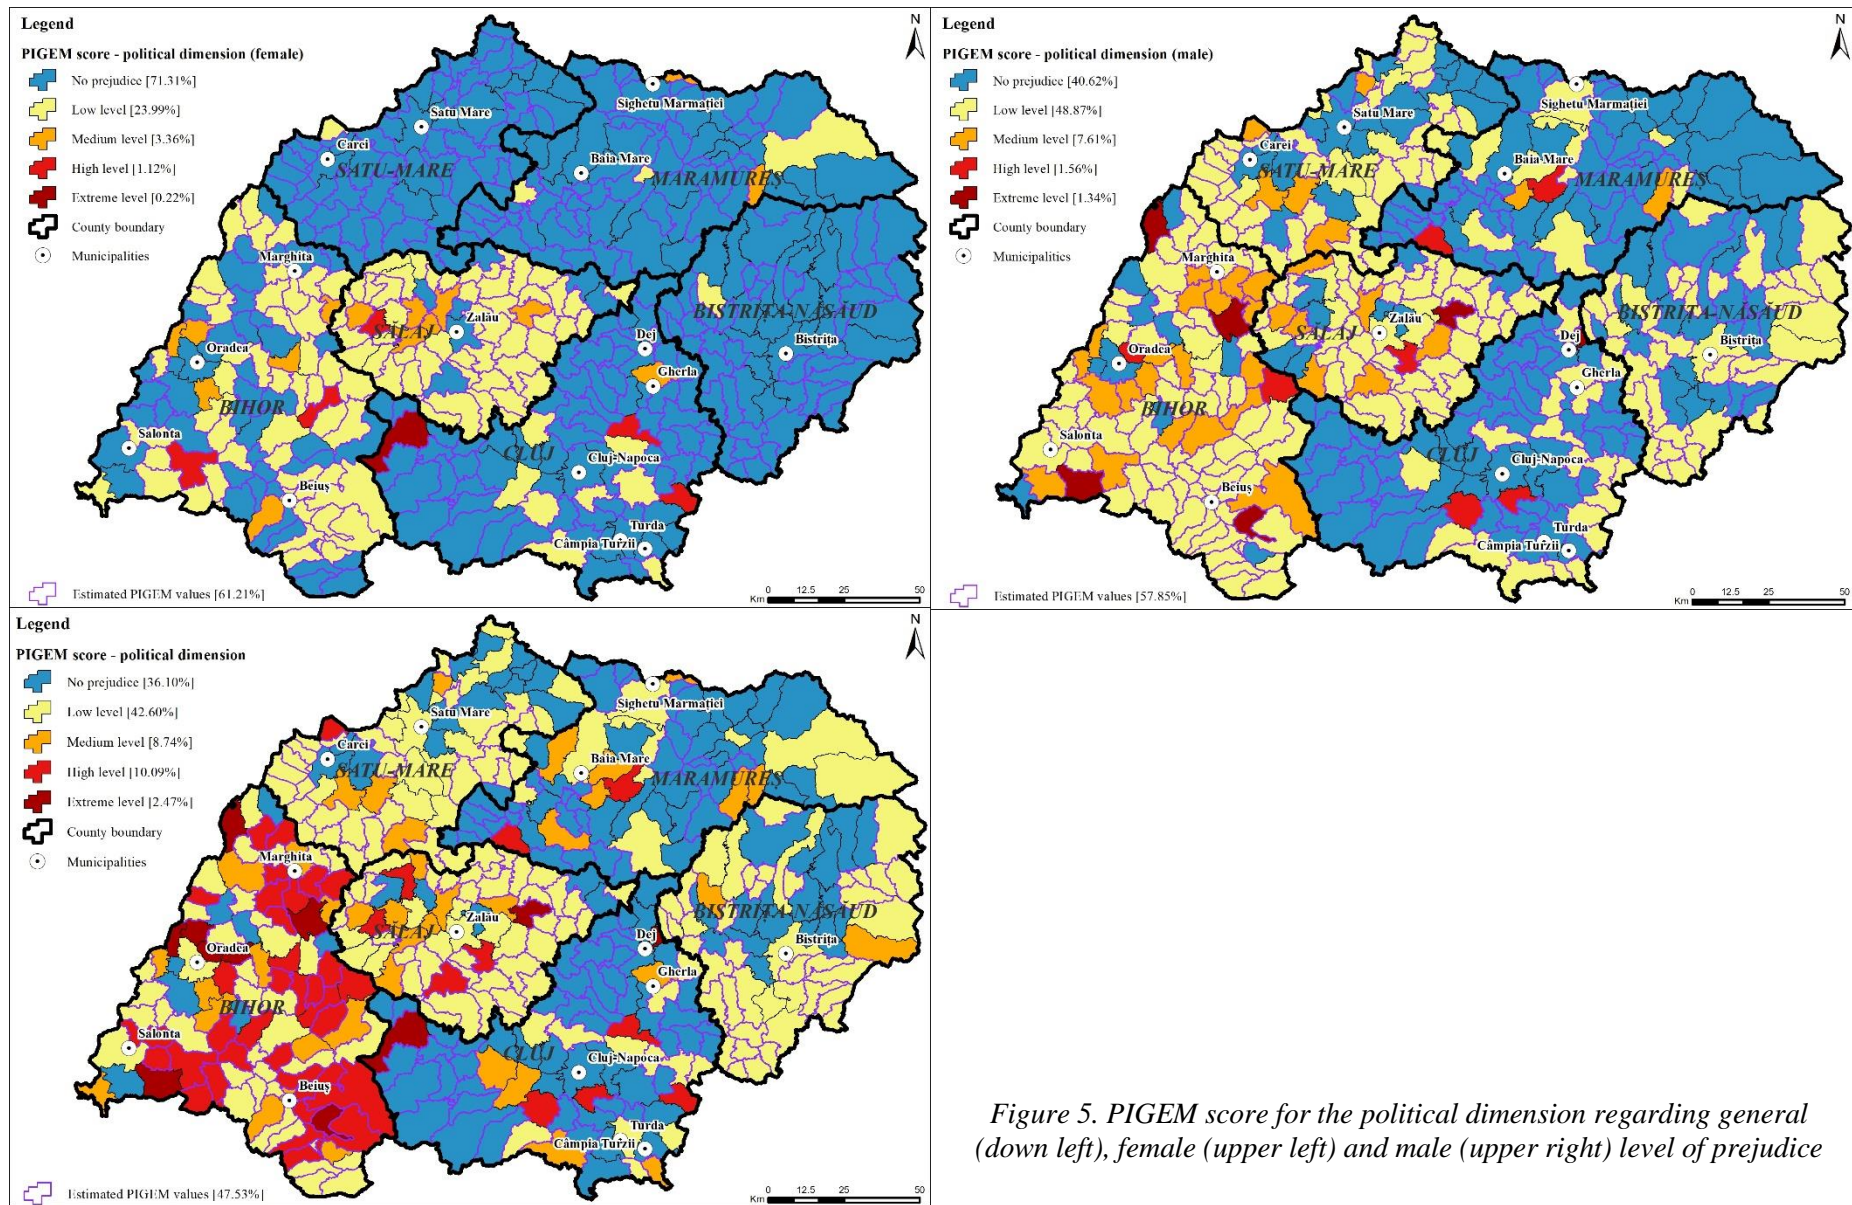 Legend
PIGEM score - political dimension (female)
No prejudice [71.31%]
Low level [23.99%]
Medium level [3.36%]
High level [1.12%]
Extreme level [0.22%]
County boundary
Municipalities
N
Sighetu Marmației
Satu Mare
Carei
SATU-MARE
Baia Mare
MARAMUREȘ
Marghita
BISTRIȚA-NĂSĂUD
Zalău
SĂLAJ
Dej
Bistrița
Oradea
Gherla
BIHOR
Salonta
CLUJ
Cluj-Napoca
Beiuș
Turda
Câmpia Turzii
Estimated PIGEM values [61.21%]
0 12.5 25 50
Km
Legend
PIGEM score - political dimension (male)
No prejudice [40.62%]
Low level [48.87%]
Medium level [7.61%]
High level [1.56%]
Extreme level [1.34%]
County boundary
Municipalities
N
Sighetu Marmației
Satu Mare
Carei
SATU-MARE
Baia Mare
MARAMUREȘ
Marghita
BISTRIȚA-NĂSĂUD
Zalău
SĂLAJ
Dej
Bistrița
Oradea
Gherla
BIHOR
Salonta
CLUJ
Cluj-Napoca
Beiuș
Turda
Câmpia Turzii
Estimated PIGEM values [57.85%]
0 12.5 25 50
Km
Legend
PIGEM score - political dimension
No prejudice [36.10%]
Low level [42.60%]
Medium level [8.74%]
High level [10.09%]
Extreme level [2.47%]
County boundary
Municipalities
N
Sighetu Marmației
Satu Mare
Carei
SATU-MARE
Baia Mare
MARAMUREȘ
Marghita
BISTRIȚA-NĂSĂUD
Zalău
SĂLAJ
Dej
Bistrița
Oradea
Gherla
BIHOR
Salonta
CLUJ
Cluj-Napoca
Beiuș
Turda
Câmpia Turzii
Estimated PIGEM values [47.53%]
0 12.5 25 50
Km
Figure 5. PIGEM score for the political dimension regarding general
(down left), female (upper left) and male (upper right) level of prejudice